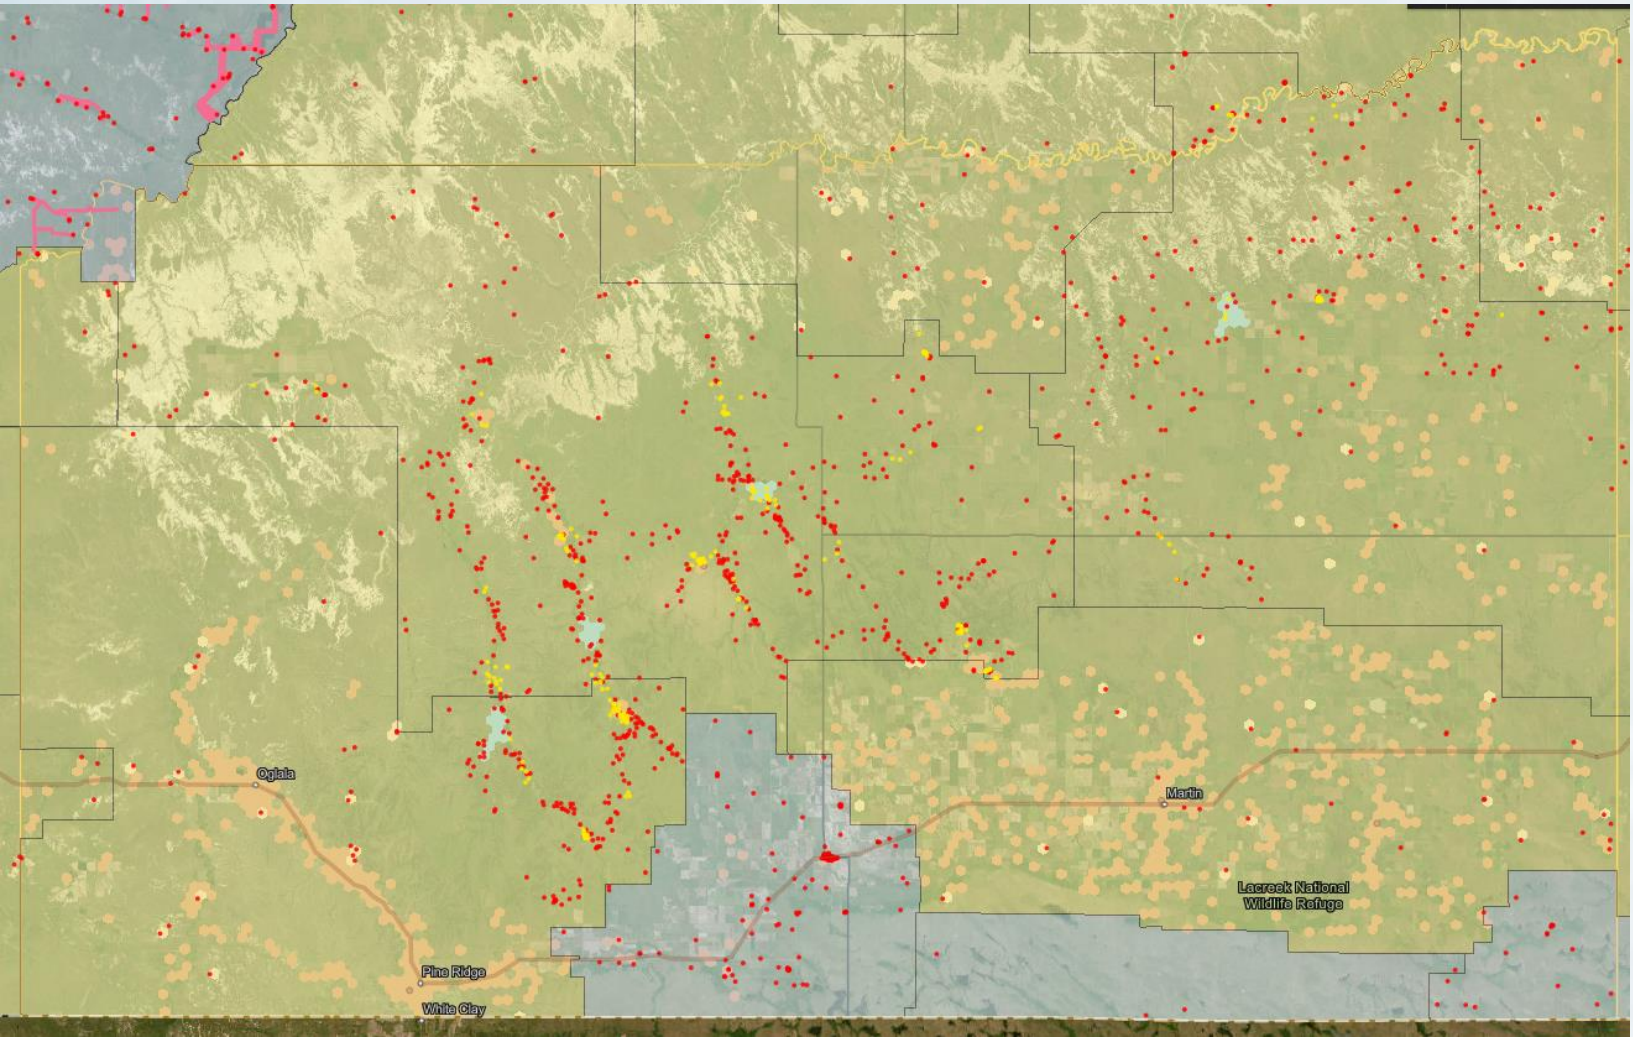 Oglala
Martin
Lacreek National
Wildlife Refuge
Pine Ridge
White Clay